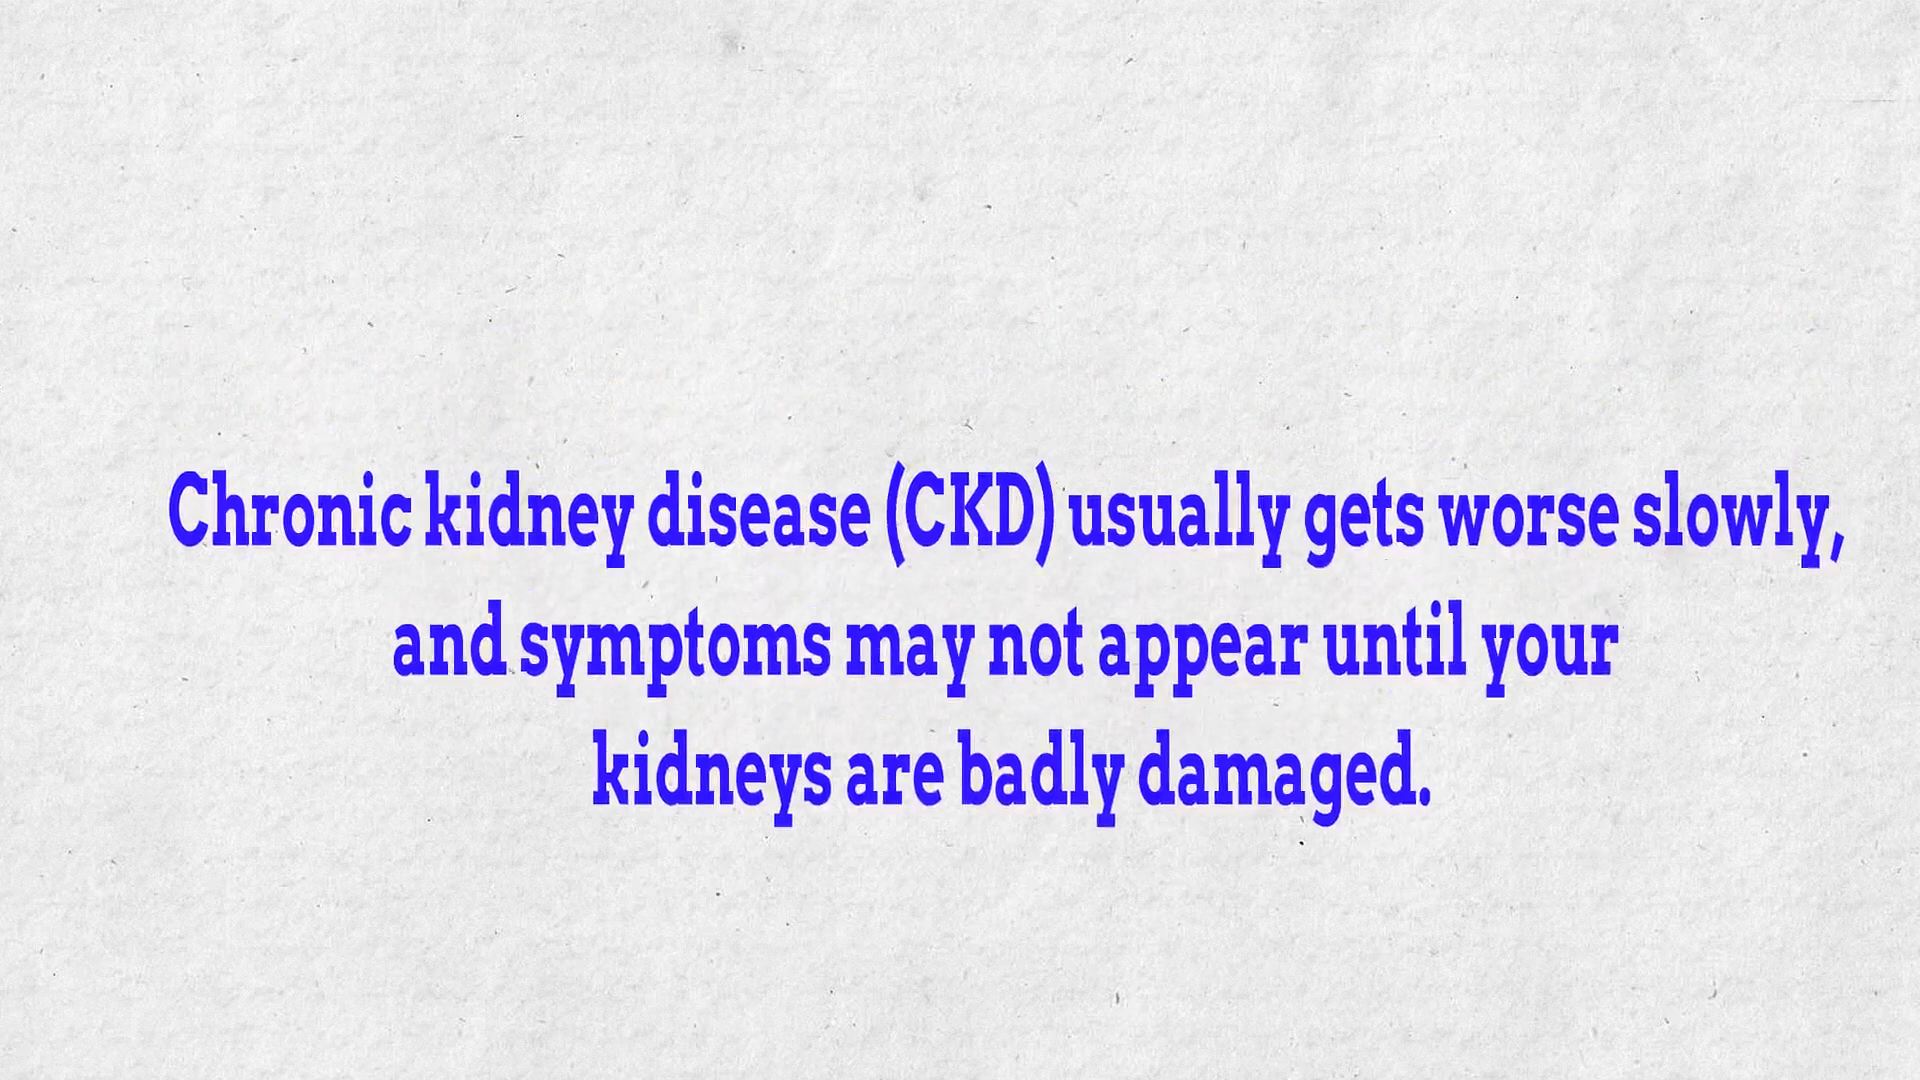 Chronic kidney disease (CKD) usually gets worse slowly,
and symptoms may not appear until your
kidneys are badly damaged.